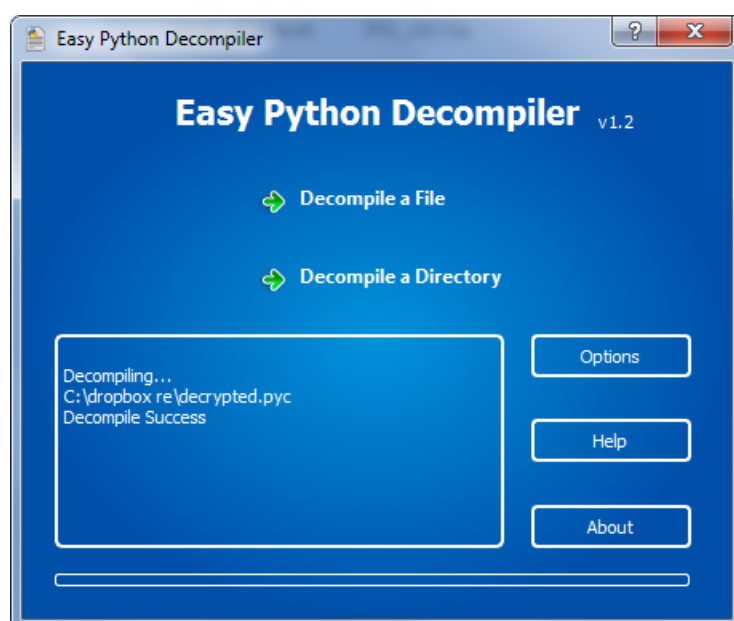 Easy Python Decompiler
Easy Python Decompiler v1.2
Decompile a File
Decompile a Directory
Decompiling...
C:\dropbox re\decrypted.pyc
Decompile Success
Options
Help
About